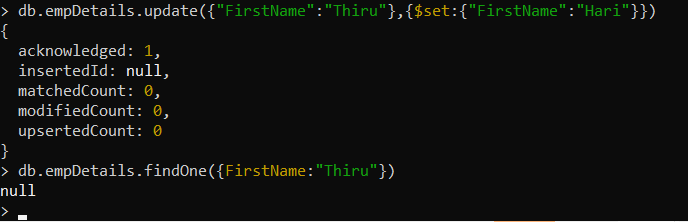 > db.empDetails.update({"FirstName":"Thiru"},{$set:{"FirstName":"Hari"}})
{
  acknowledged: 1,
  insertedId: null,
  matchedCount: 0,
  modifiedCount: 0,
  upsertedCount: 0
}
> db.empDetails.findOne({FirstName:"Thiru"})
null
>